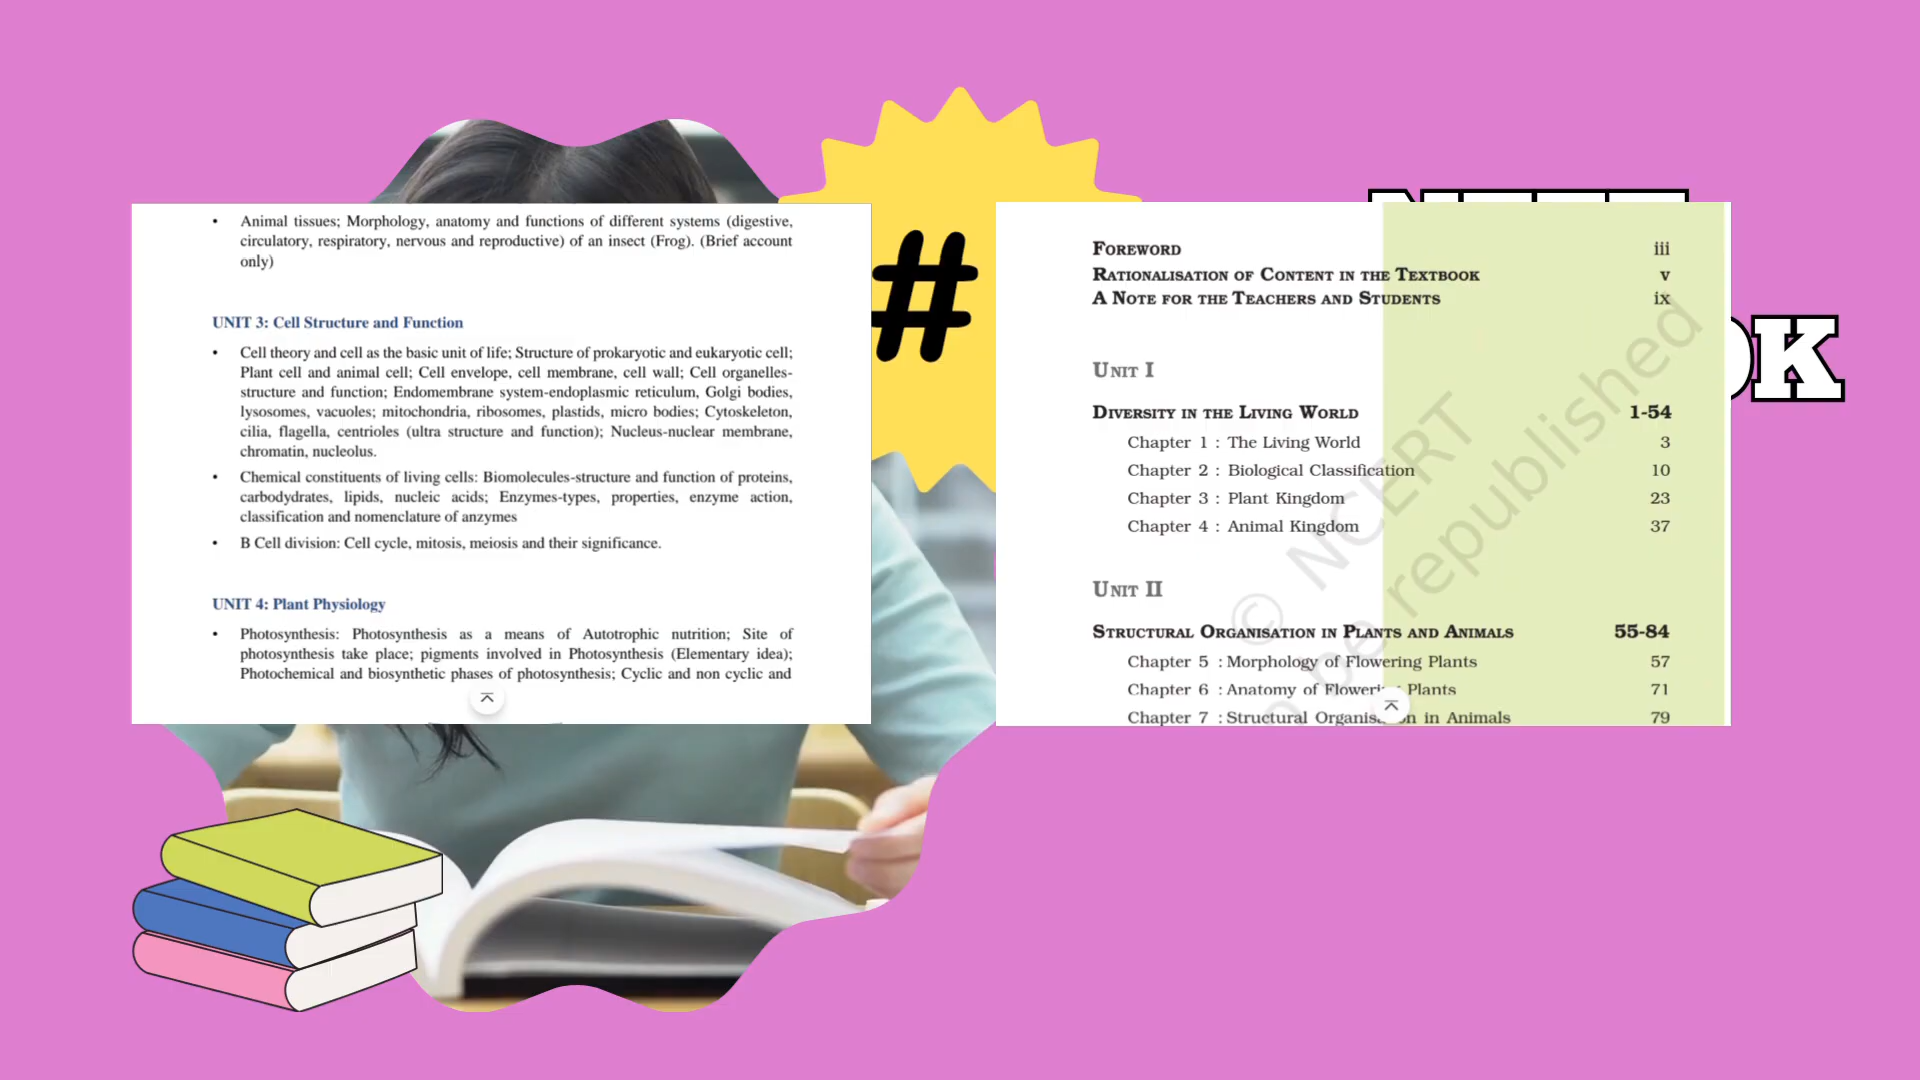 • Animal tissues; Morphology, anatomy and functions of different systems (digestive,
circulatory, respiratory, nervous and reproductive) of an insect (Frog). (Brief account
only)
UNIT 3: Cell Structure and Function
• Cell theory and cell as the basic unit of life; Structure of prokaryotic and eukaryotic cell;
Plant cell and animal cell; Cell envelope, cell membrane, cell wall; Cell organelles-
structure and function; Endomembrane system-endoplasmic reticulum, Golgi bodies,
lysosomes, vacuoles; mitochondria, ribosomes, plastids, micro bodies; Cytoskeleton,
cilia, flagella, centrioles (ultra structure and function); Nucleus-nuclear membrane,
chromatin, nucleolus.
• Chemical constituents of living cells: Biomolecules-structure and function of proteins,
carbodydrates, lipids, nucleic acids; Enzymes-types, properties, enzyme action,
classification and nomenclature of anzymes
• B Cell division: Cell cycle, mitosis, meiosis and their significance.
UNIT 4: Plant Physiology
• Photosynthesis: Photosynthesis as a means of Autotrophic nutrition; Site of
photosynthesis take place; pigments involved in Photosynthesis (Elementary idea);
Photochemical and biosynthetic phases of photosynthesis; Cyclic and non cyclic and
#
FOREWORD iii
RATIONALISATION OF CONTENT IN THE TEXTBOOK v
A NOTE FOR THE TEACHERS AND STUDENTS ix
UNIT I
DIVERSITY IN THE LIVING WORLD 1-54
Chapter 1 : The Living World 3
Chapter 2 : Biological Classification 10
Chapter 3 : Plant Kingdom 23
Chapter 4 : Animal Kingdom 37
UNIT II
STRUCTURAL ORGANISATION IN PLANTS AND ANIMALS 55-84
Chapter 5 : Morphology of Flowering Plants 57
Chapter 6 : Anatomy of Flowering Plants 71
Chapter 7 : Structural Organisation in Animals 79
© NCERT
be republished
OK